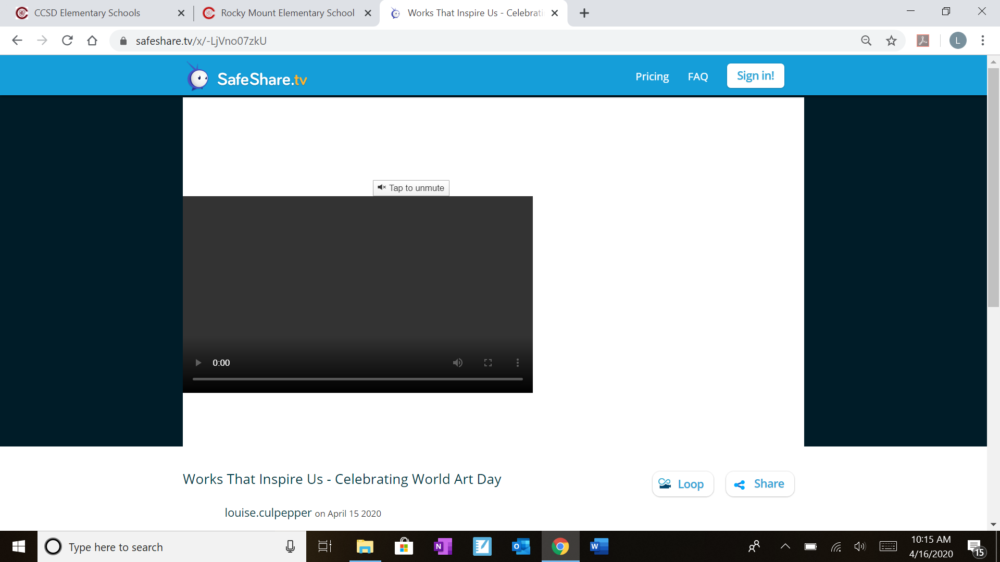 CCSD Elementary Schools
Rocky Mount Elementary School
Works That Inspire Us - Celebrati
safeshare.tv/x/-LjVno07zkU
L
SafeShare.tv
Pricing
FAQ
Sign in!
Tap to unmute
0:00
Works That Inspire Us - Celebrating World Art Day
Loop
Share
louise.culpepper on April 15 2020
Type here to search
N
O
W
10:15 AM
4/16/2020
15